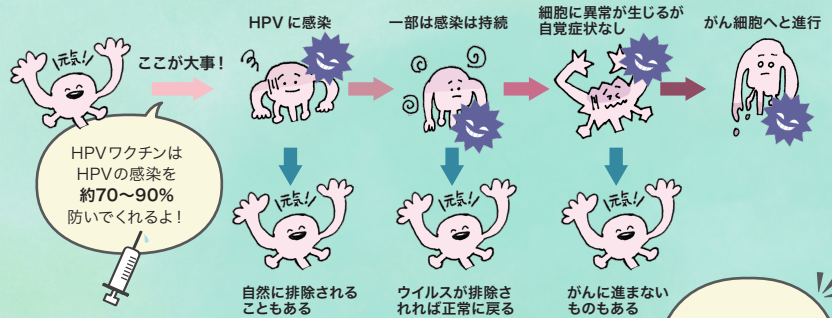 元気!
ここが大事!
HPVに感染
一部は感染は持続
細胞に異常が生じるが
自覚症状なし
がん細胞へと進行
HPVワクチンは
HPVの感染を
約70〜90%
防いでくれるよ!
元気!
元気!
元気!
自然に排除される
こともある
ウイルスが排除さ
れれば正常に戻る
がんに進まない
ものもある